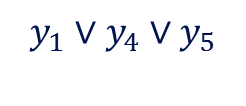 y₁ ∨ y₄ ∨ y₅